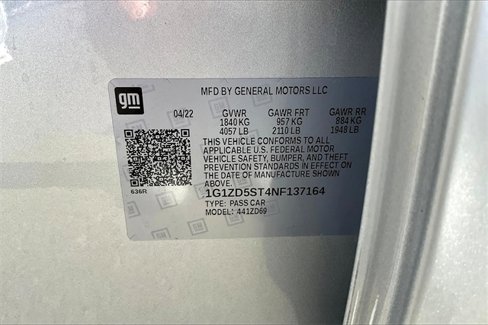 gm
MFD BY GENERAL MOTORS LLC
04/22 GVWR GAWR FRT GAWR RR
1840 KG 957 KG 884 KG
4057 LB 2110 LB 1948 LB
THIS VEHICLE CONFORMS TO ALL
APPLICABLE U.S. FEDERAL MOTOR
VEHICLE SAFETY, BUMPER, AND THEFT
PREVENTION STANDARDS IN EFFECT ON
THE DATE OF MANUFACTURE SHOWN
ABOVE.
636R
1G1ZD5ST4NF137164
TYPE: PASS CAR
MODEL: 441ZD69